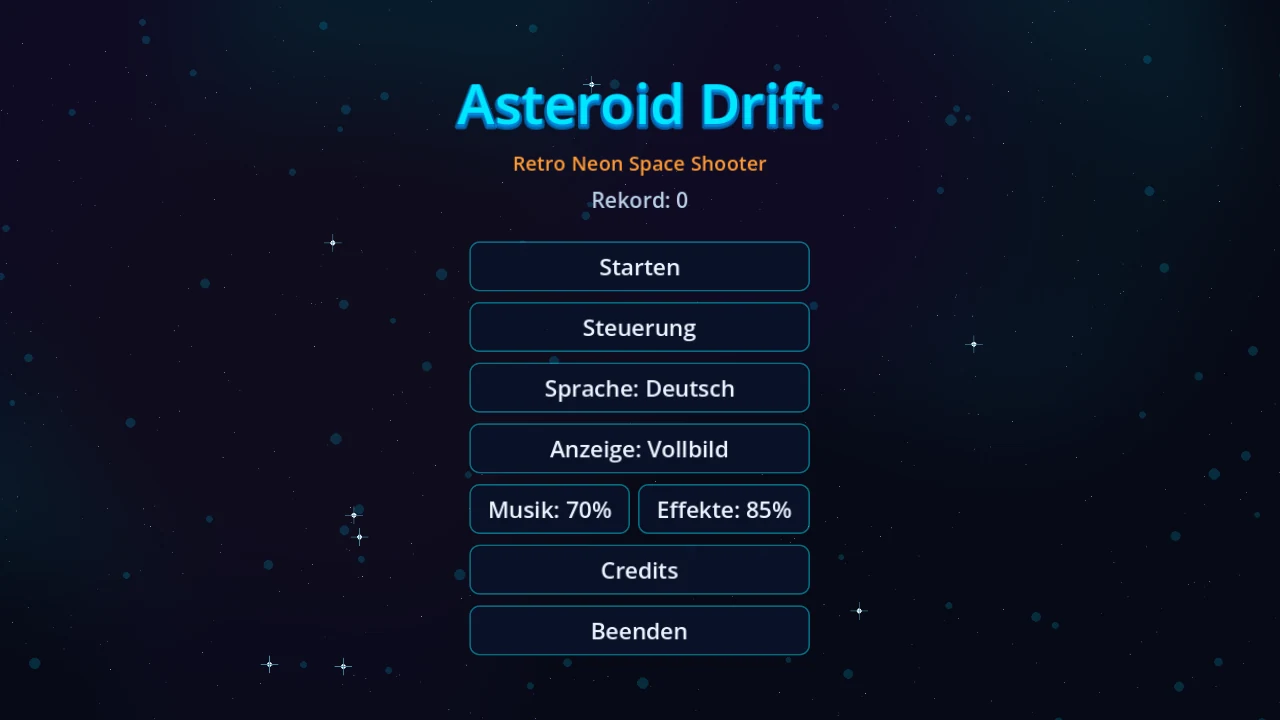 Asteroid Drift
Retro Neon Space Shooter
Rekord: 0
Starten
Steuerung
Sprache: Deutsch
Anzeige: Vollbild
Musik: 70% Effekte: 85%
Credits
Beenden